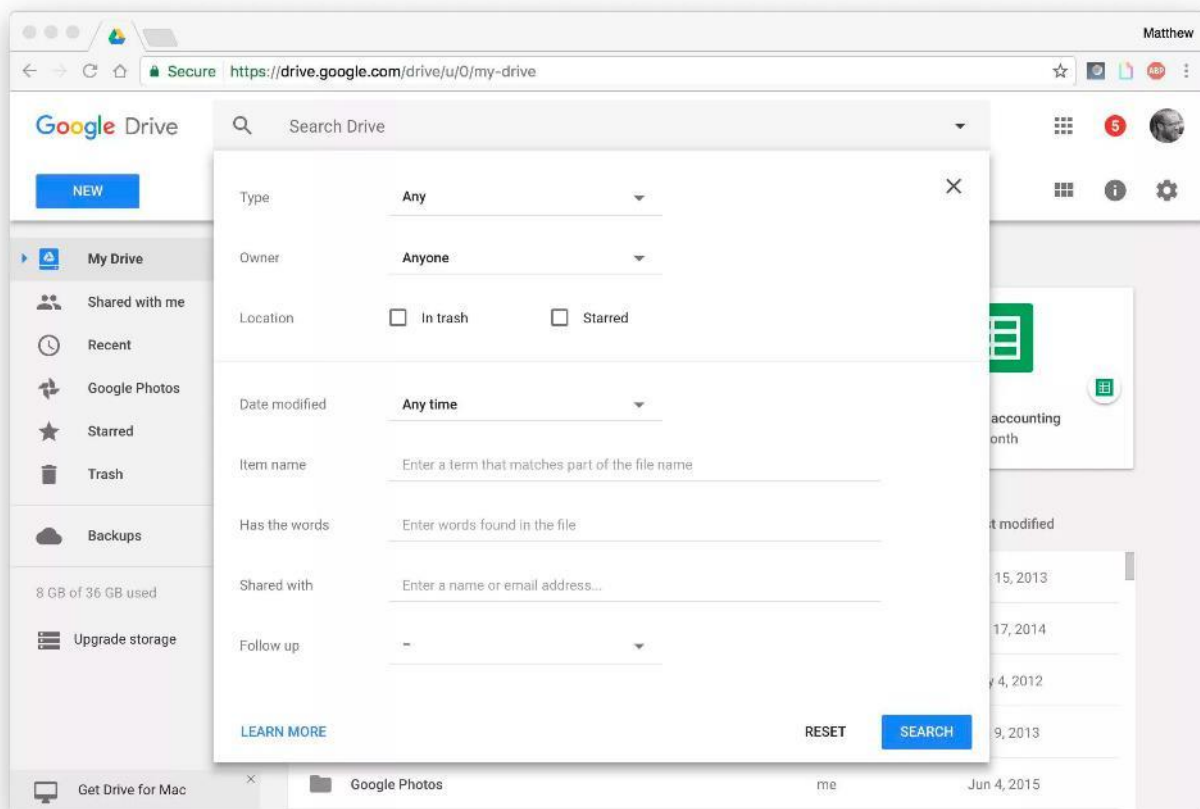 Matthew
Secure https://drive.google.com/drive/u/0/my-drive
ABP
Google Drive
Search Drive
5
NEW
My Drive
Shared with me
Recent
Google Photos
Starred
Trash
Backups
8 GB of 36 GB used
Upgrade storage
Get Drive for Mac
Type Any
Owner Anyone
Location In trash Starred
Date modified Any time
Item name Enter a term that matches part of the file name
Has the words Enter words found in the file
Shared with Enter a name or email address...
Follow up –
LEARN MORE RESET SEARCH
accounting
modified
15, 2013
17, 2014
4, 2012
9, 2013
Google Photos me Jun 4, 2015